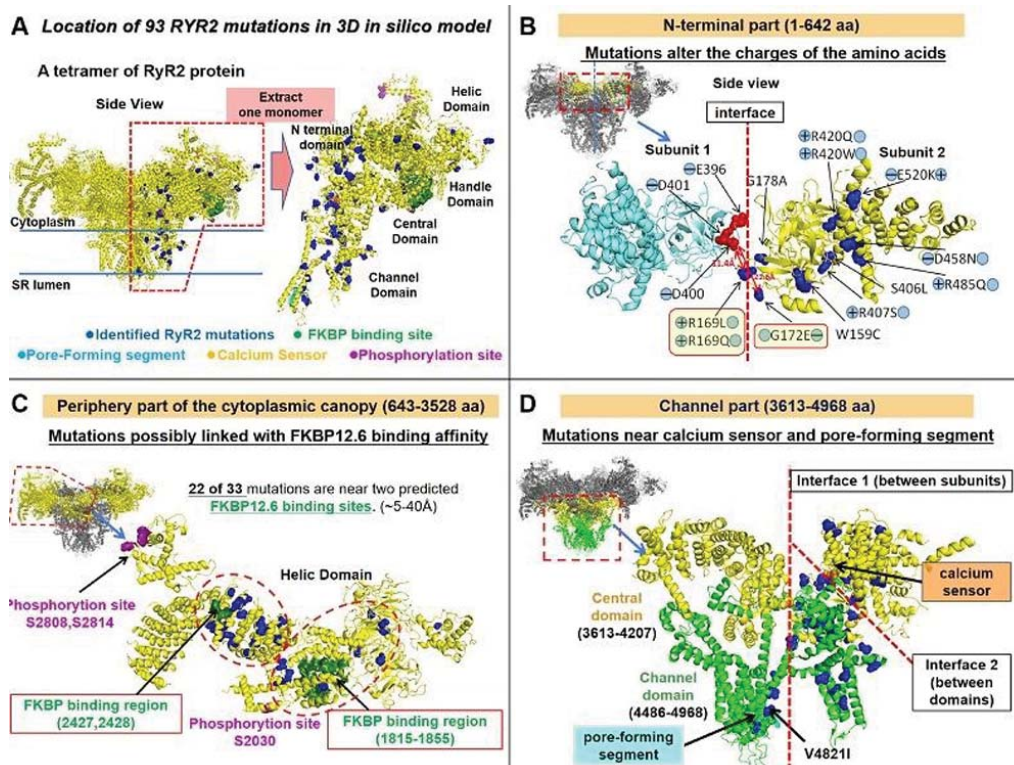 A Location of 93 RYR2 mutations in 3D in silico model
A tetramer of RyR2 protein
Side View
Extract
one monomer
Helic
Domain
N terminal
domain
Handle
Domain
Central
Domain
Channel
Domain
Cytoplasm
SR lumen
●Identified RyR2 mutations ●FKBP binding site
●Pore-Forming segment ●Calcium Sensor ●Phosphorylation site
B N-terminal part (1-642 aa)
Mutations alter the charges of the amino acids
Side view
interface
Subunit 1
Subunit 2
−E396
−D401
G178A
+R420Q
+R420W
−E520K+
−D458N
+R485Q
S406L
+R407S
W159C
−D400
+R169L
+R169Q
G172E−
C Periphery part of the cytoplasmic canopy (643-3528 aa)
Mutations possibly linked with FKBP12.6 binding affinity
22 of 33 mutations are near two predicted
FKBP12.6 binding sites. (~5-40Å)
Helic Domain
Phosphorytion site
S2808,S2814
FKBP binding region
(2427,2428)
Phosphorytion site
S2030
FKBP binding region
(1815-1855)
D Channel part (3613-4968 aa)
Mutations near calcium sensor and pore-forming segment
Interface 1 (between subunits)
calcium
sensor
Central
domain
(3613-4207)
Interface 2
(between
domains)
Channel
domain
(4486-4968)
pore-forming
segment
V4821I